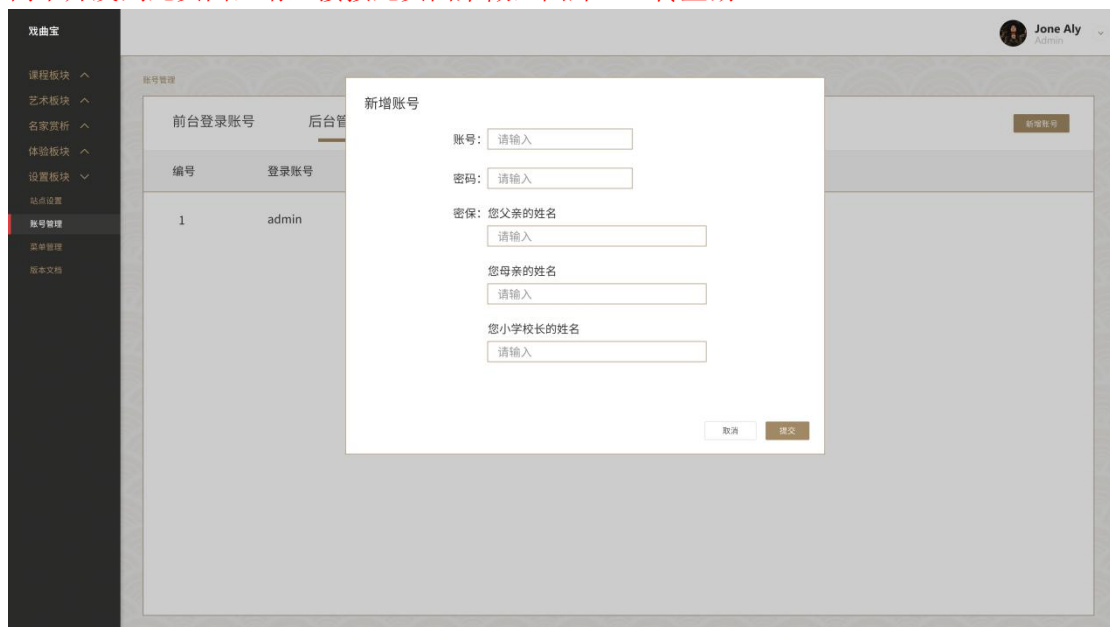 戏曲宝
Jone Aly
Admin
课程板块
艺术板块
名家赏析
体验板块
设置板块
站点设置
账号管理
菜单管理
版本文档
账号管理
前台登录账号
后台管
新增账号
编号
登录账号
1
admin
新增账号
账号：
请输入
密码：
请输入
密保：
您父亲的姓名
请输入
您母亲的姓名
请输入
您小学校长的姓名
请输入
取消
提交